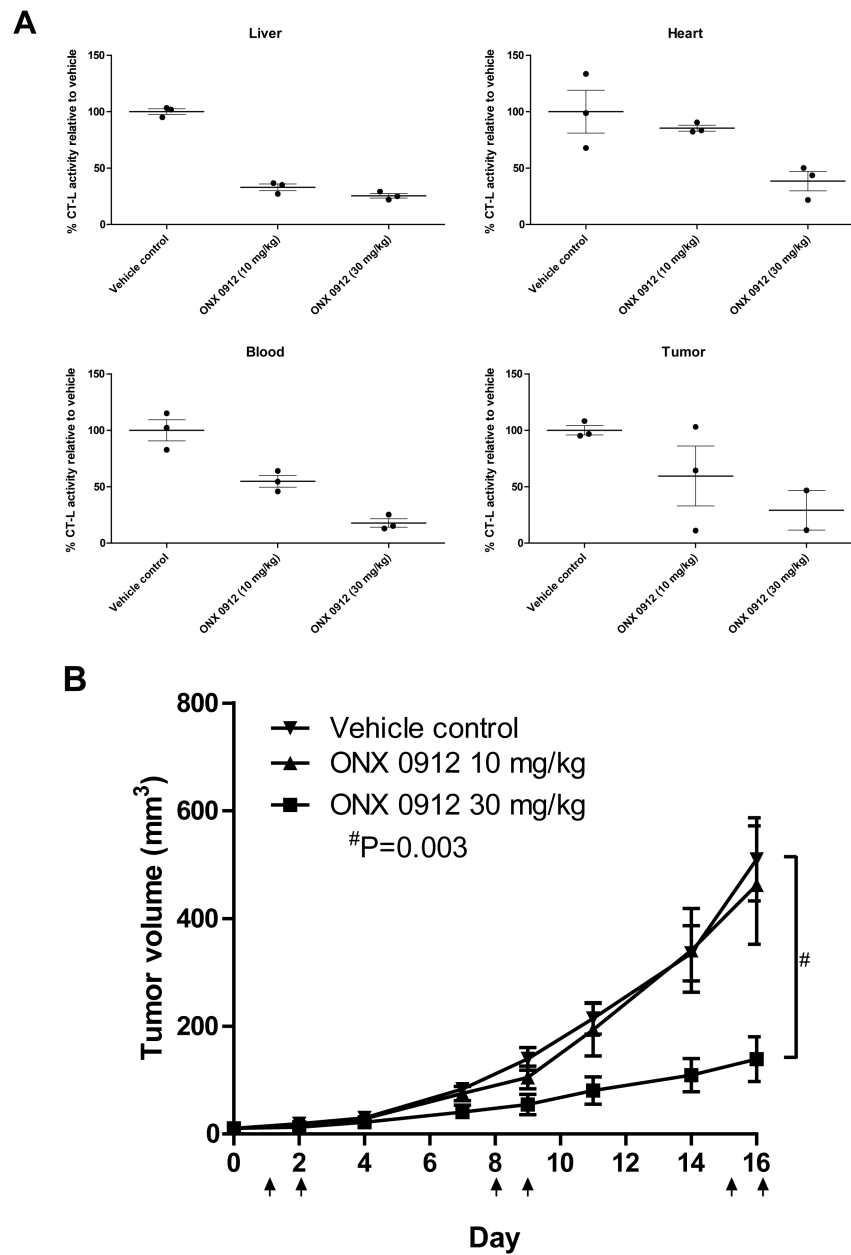 A
Liver
% CT-L activity relative to vehicle
150
100
50
0
Vehicle control
ONX 0912 (10 mg/kg)
ONX 0912 (30 mg/kg)
Heart
% CT-L activity relative to vehicle
150
100
50
0
Vehicle control
ONX 0912 (10 mg/kg)
ONX 0912 (30 mg/kg)
Blood
% CT-L activity relative to vehicle
150
100
50
0
Vehicle control
ONX 0912 (10 mg/kg)
ONX 0912 (30 mg/kg)
Tumor
% CT-L activity relative to vehicle
150
100
50
0
Vehicle control
ONX 0912 (10 mg/kg)
ONX 0912 (30 mg/kg)
B
Tumor volume (mm³)
800
600
400
200
0
Vehicle control
ONX 0912 10 mg/kg
ONX 0912 30 mg/kg
#P=0.003
#
0 2 4 6 8 10 12 14 16
Day